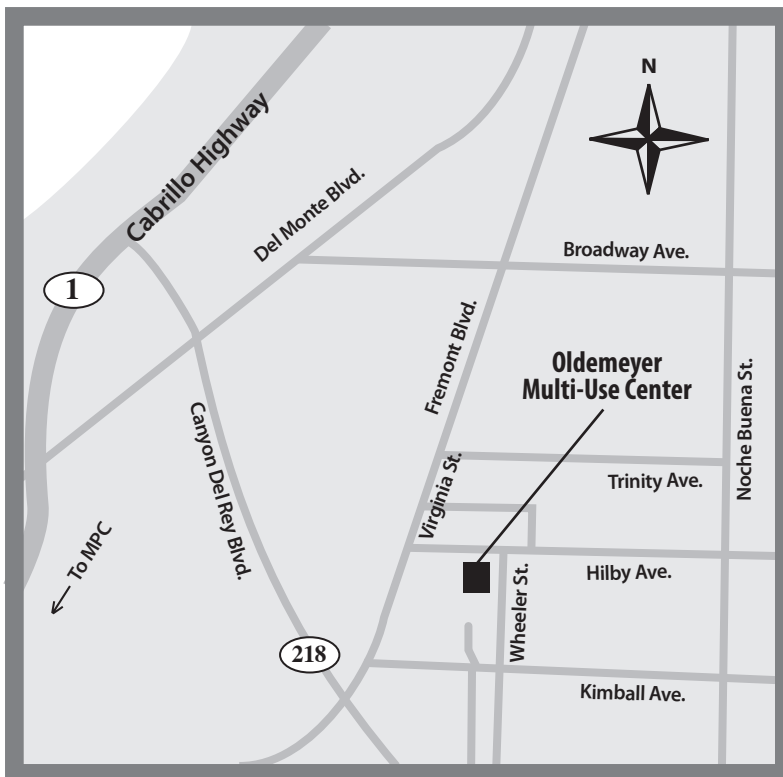 N
Cabrillo Highway
Del Monte Blvd.
Broadway Ave.
1
Fremont Blvd.
Oldemeyer
Multi-Use Center
Noche Buena St.
Canyon Del Rey Blvd.
Virginia St.
Trinity Ave.
To MPC
Hilby Ave.
Wheeler St.
218
Kimball Ave.